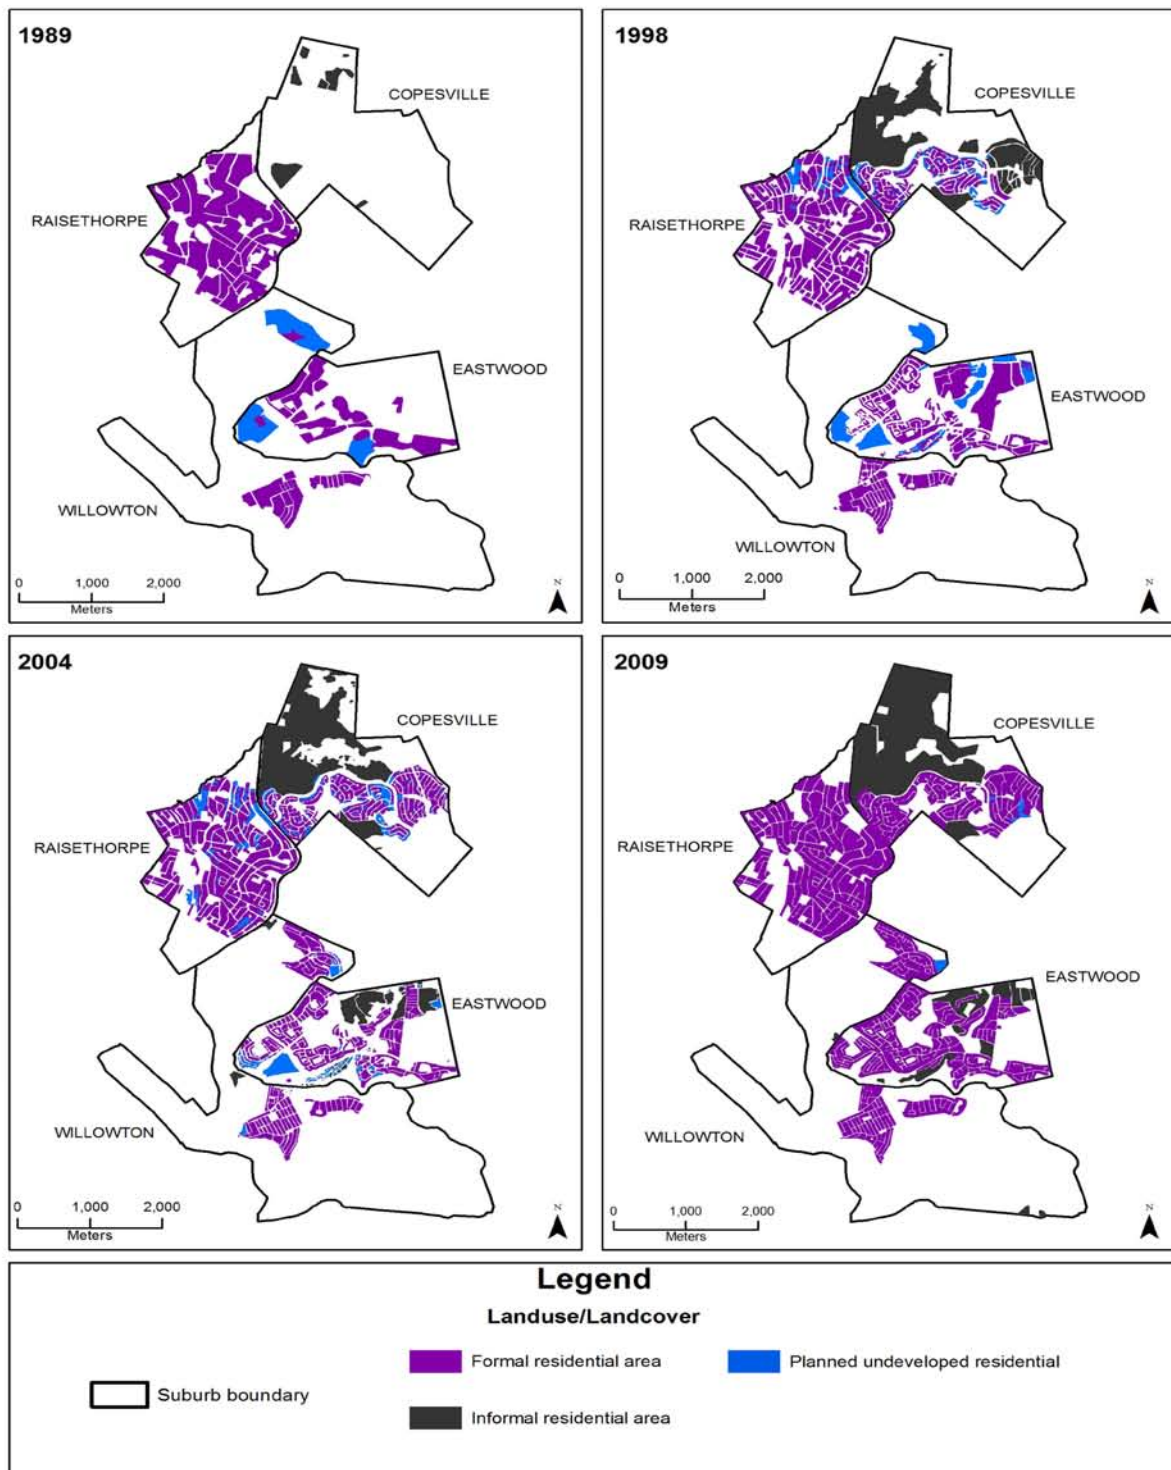 1989
COPESVILLE
RAISETHORPE
EASTWOOD
WILLOWTON
0 1,000 2,000
Meters
N
1998
COPESVILLE
RAISETHORPE
EASTWOOD
WILLOWTON
0 1,000 2,000
Meters
N
2004
COPESVILLE
RAISETHORPE
EASTWOOD
WILLOWTON
0 1,000 2,000
Meters
N
2009
COPESVILLE
RAISETHORPE
EASTWOOD
WILLOWTON
0 1,000 2,000
Meters
N
Legend
Landuse/Landcover
Suburb boundary
Formal residential area
Planned undeveloped residential
Informal residential area